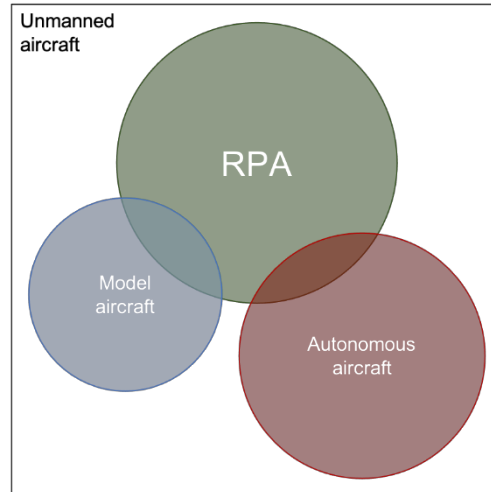 Unmanned
aircraft
RPA
Model
aircraft
Autonomous
aircraft